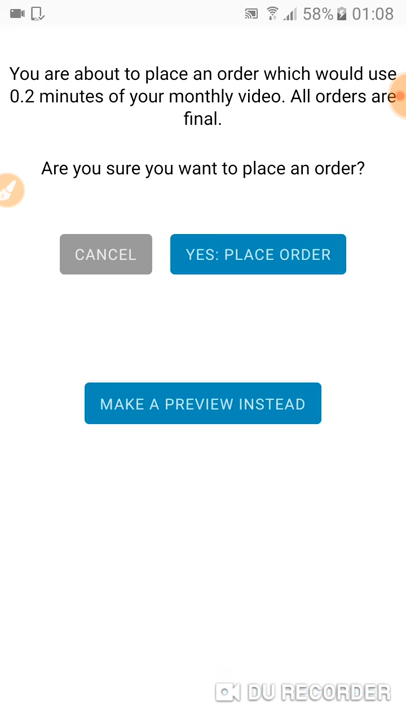 58% 01:08
You are about to place an order which would use
0.2 minutes of your monthly video. All orders are
final.
Are you sure you want to place an order?
CANCEL YES: PLACE ORDER
MAKE A PREVIEW INSTEAD
DU RECORDER